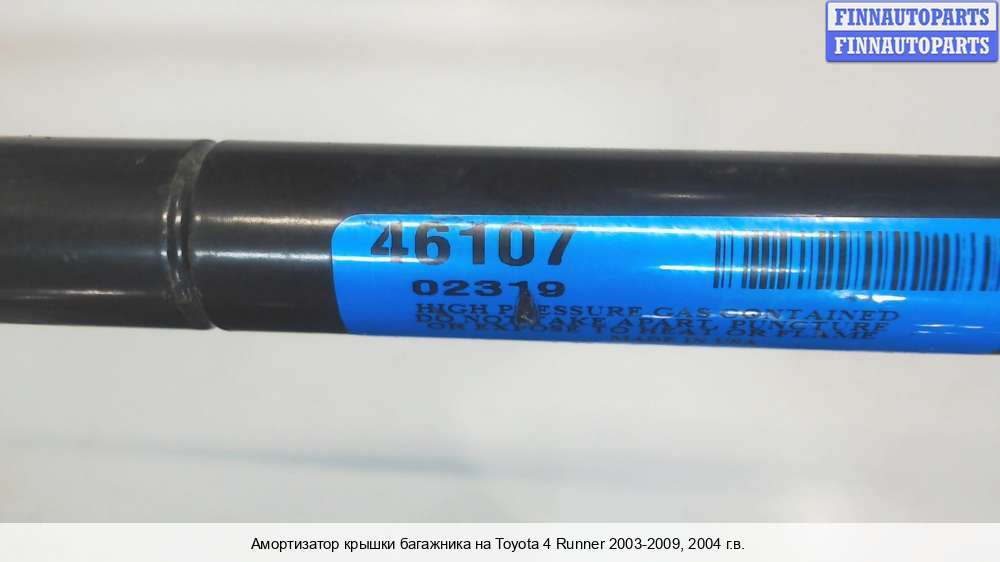 FINNAUTOPARTS
FINNAUTOPARTS
46107
02319
HIGH PRESSURE GAS CONTAINED
DO NOT TAKE APART, PUNCTURE
OR EXPOSE TO HEAT OR FLAME
MADE IN USA
Амортизатор крышки багажника на Toyota 4 Runner 2003-2009, 2004 г.в.